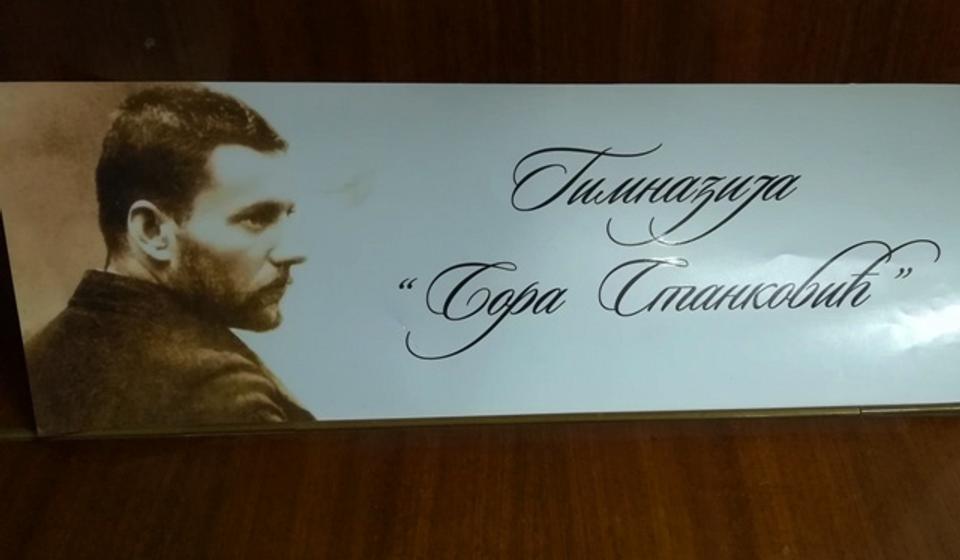 Гимназија
“Бора Станковић”